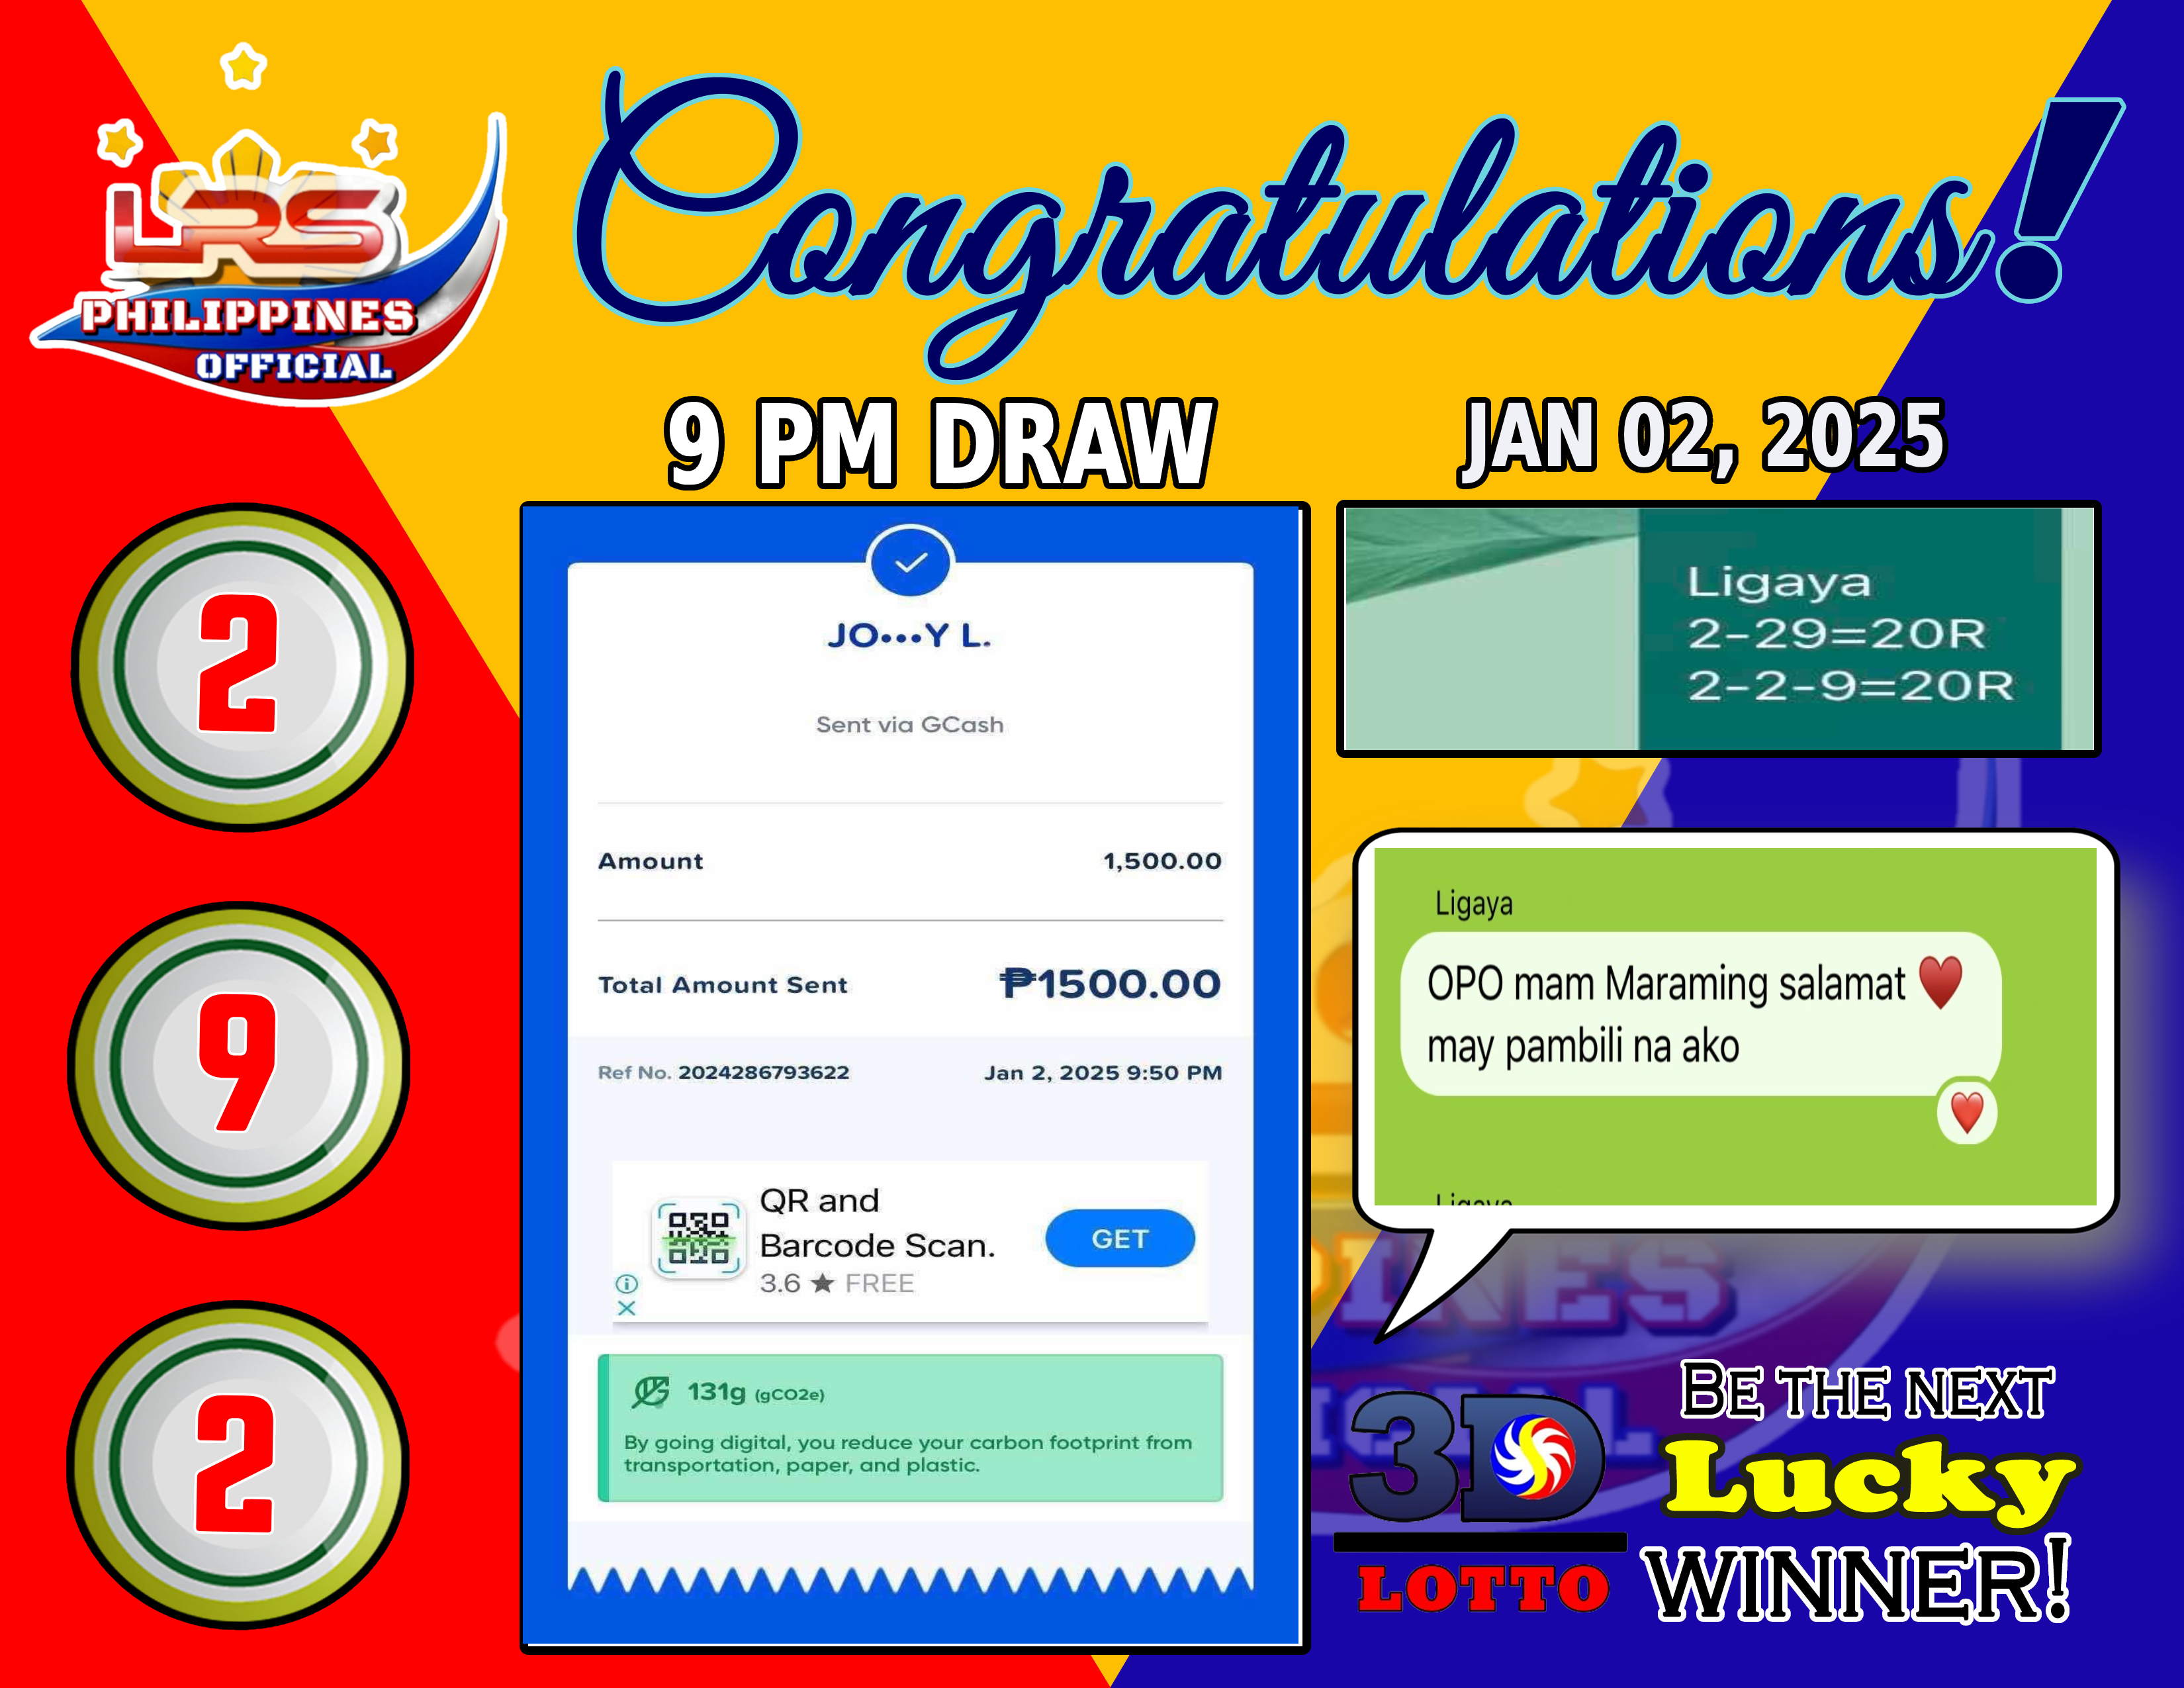 LRS
PHILIPPINES
OFFICIAL
Congratulations!
9 PM DRAW
JAN 02, 2025
2
9
2
JO•••Y L.
Sent via GCash
Amount 1,500.00
Total Amount Sent ₱1500.00
Ref No. 2024286793622 Jan 2, 2025 9:50 PM
QR and
Barcode Scan.
3.6 ★ FREE
GET
131g (gCO2e)
By going digital, you reduce your carbon footprint from
transportation, paper, and plastic.
Ligaya
2-29=20R
2-2-9=20R
Ligaya
OPO mam Maraming salamat ♥
may pambili na ako
Ligaya
3D
LOTTO
BE THE NEXT
Lucky
WINNER!